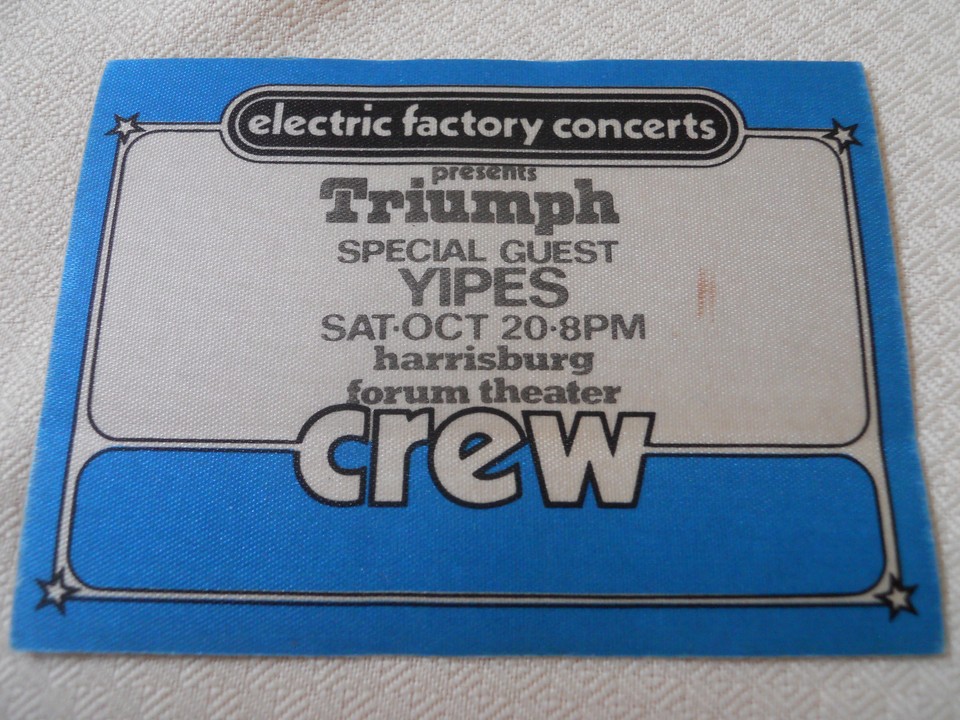 electric factory concerts
presents
Triumph
SPECIAL GUEST
YIPES
SAT·OCT 20·8PM
harrisburg
forum theater
crew